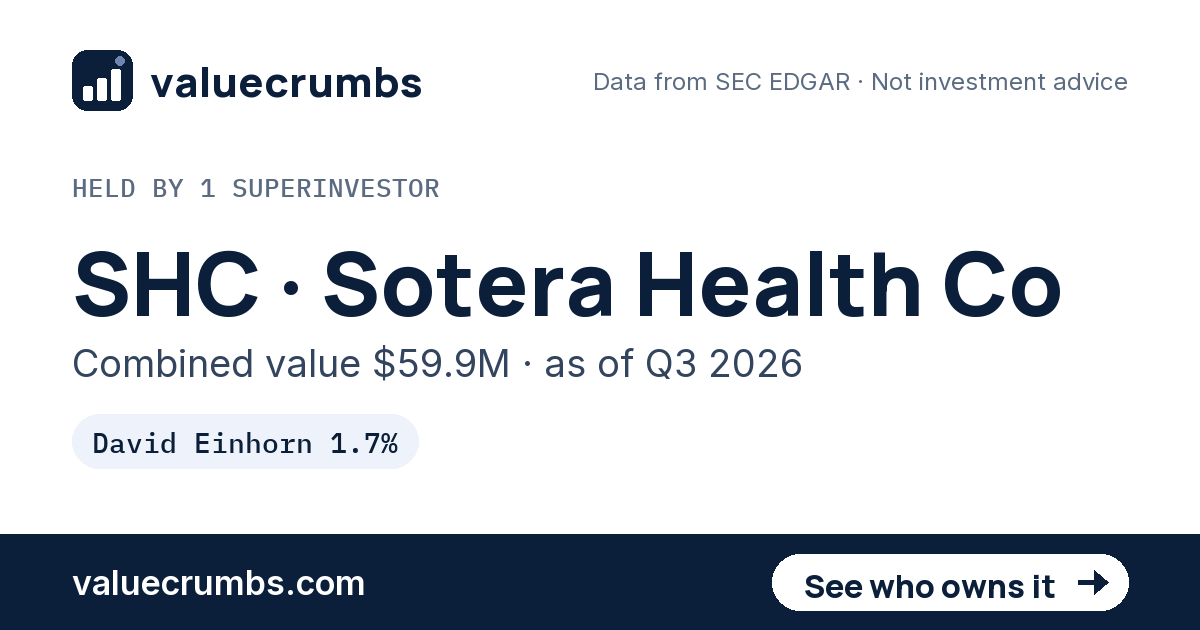 valuecrumbs
Data from SEC EDGAR · Not investment advice
HELD BY 1 SUPERINVESTOR
SHC · Sotera Health Co
Combined value $59.9M · as of Q3 2026
David Einhorn 1.7%
valuecrumbs.com
See who owns it →